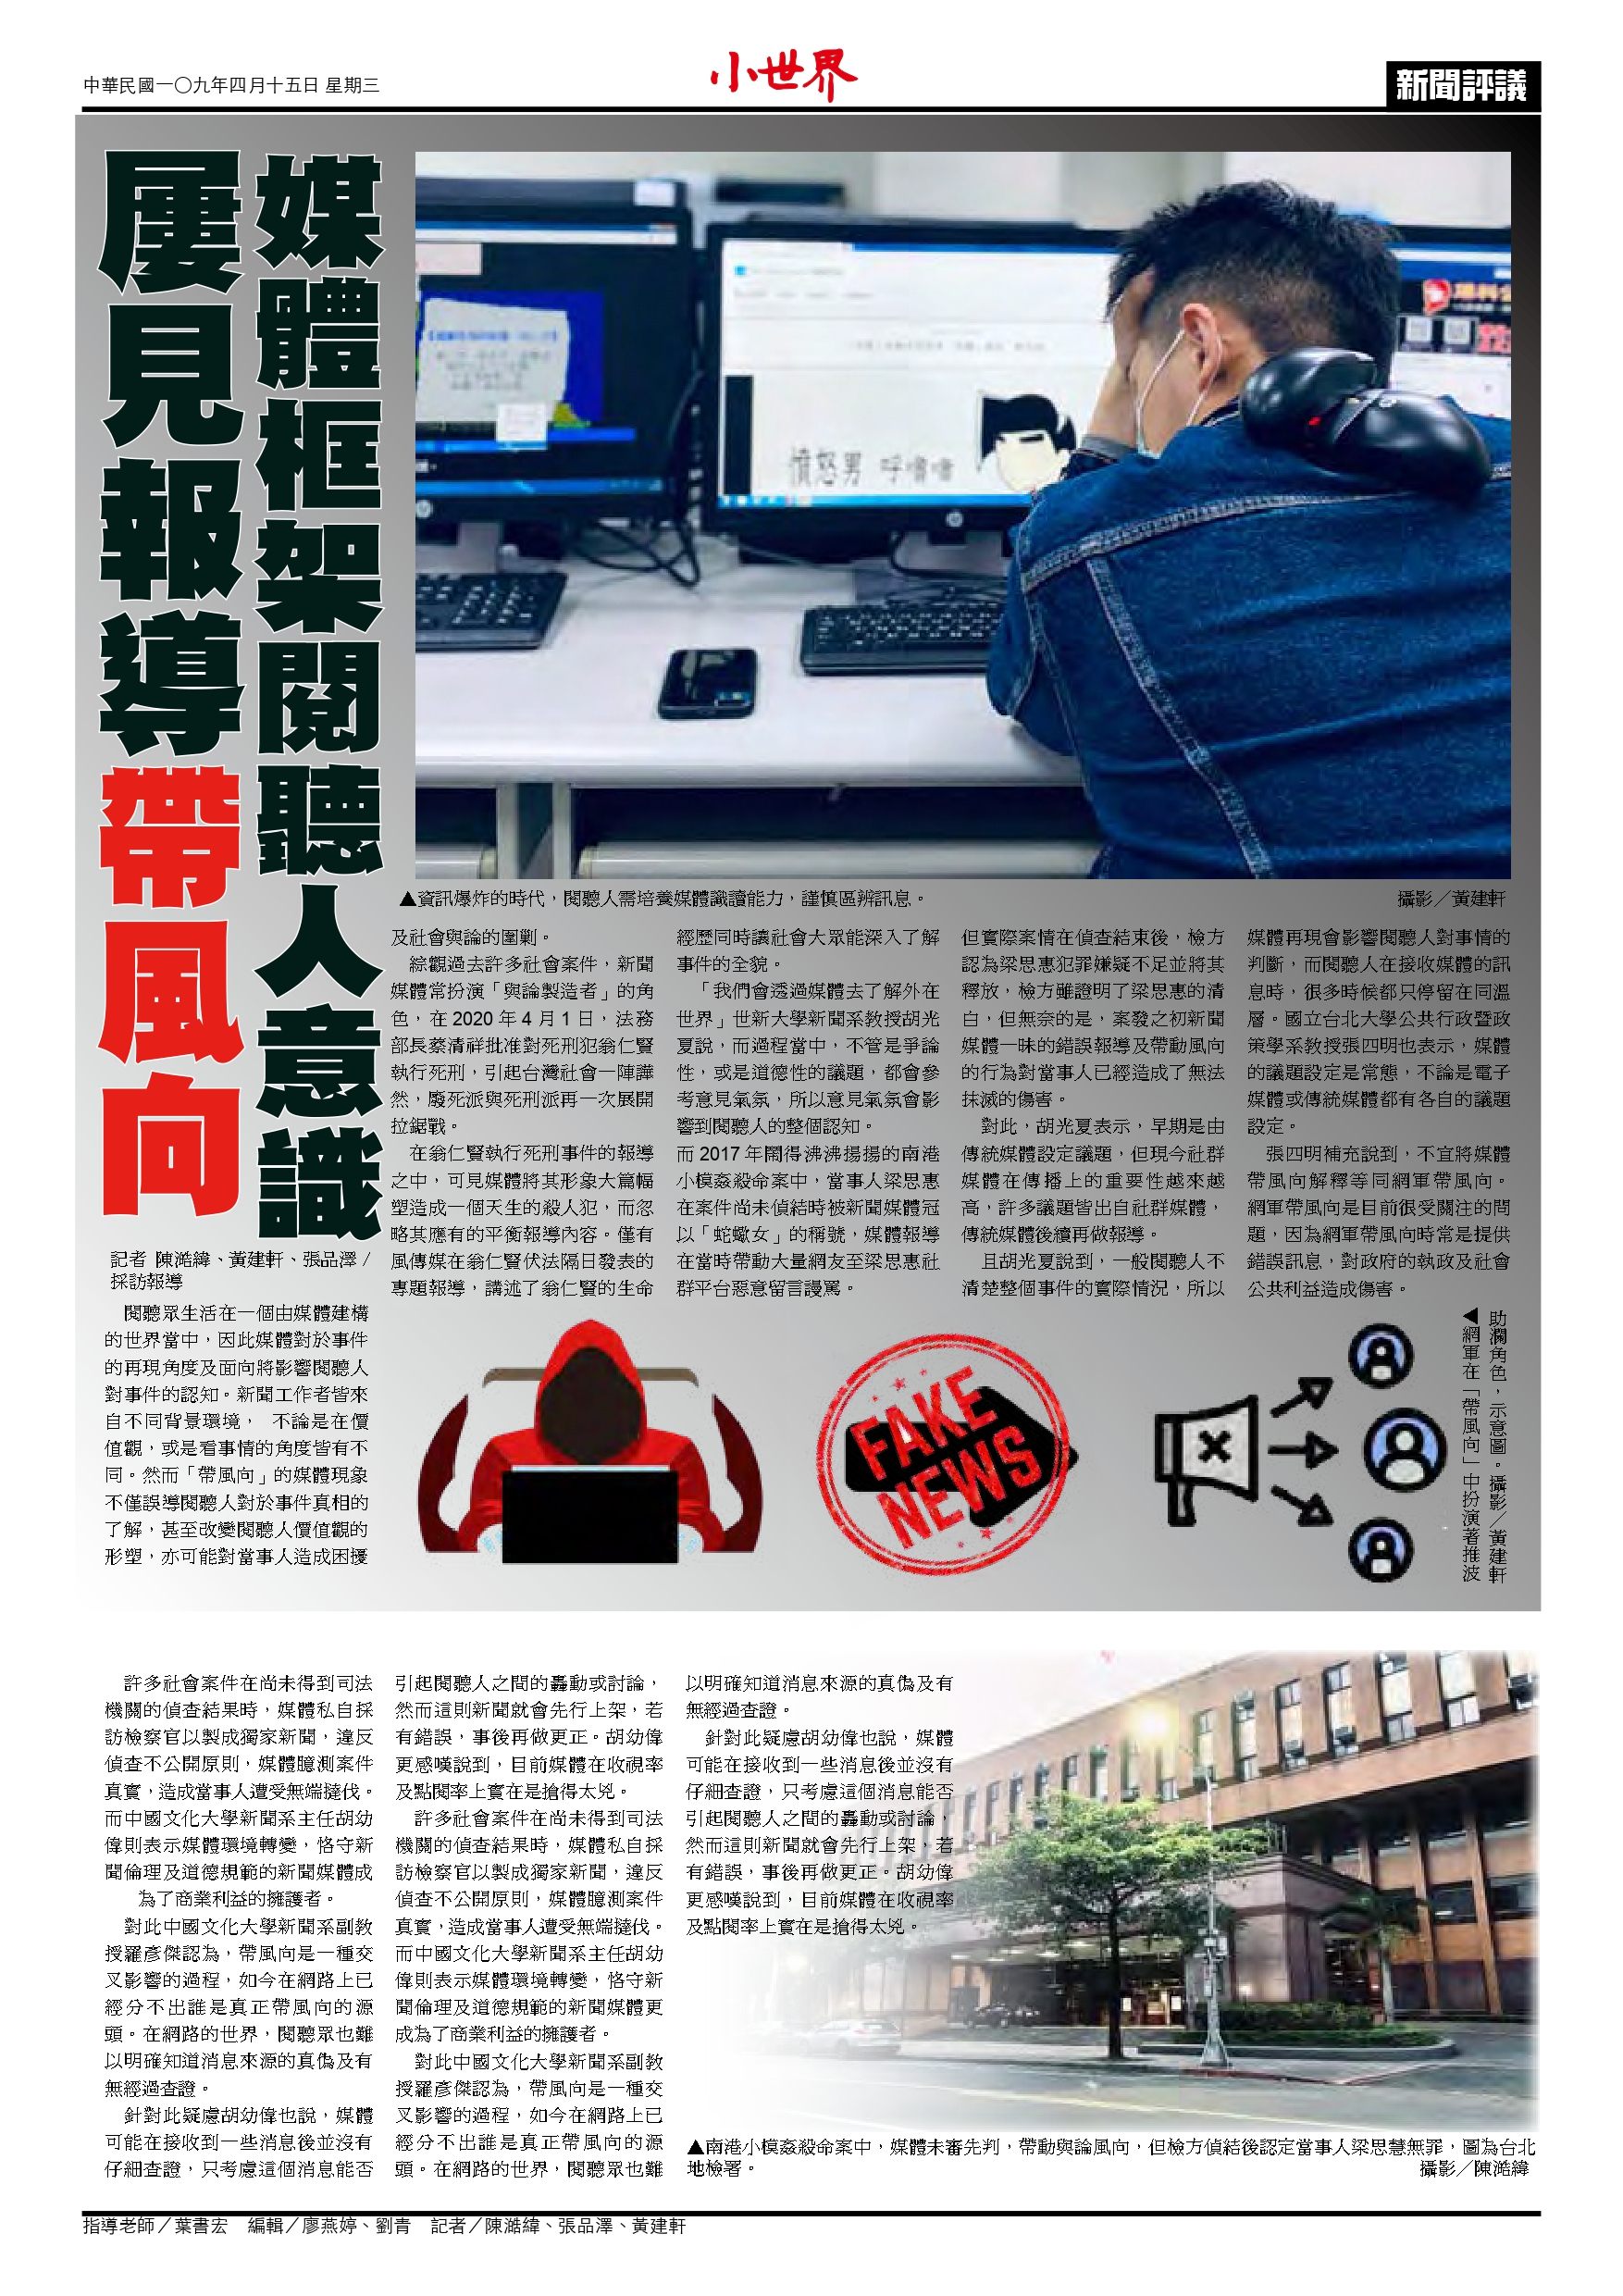 中華民國一〇九年四月十五日 星期三
小世界
新聞評議
媒體框架閱聽人意識
屢見報導帶風向
憤怒男 呼嚕嚕
▲資訊爆炸的時代，閱聽人需培養媒體識讀能力，謹慎區辨訊息。
攝影／黃建軒
記者 陳澔緯、黃建軒、張品澤 /
採訪報導
閱聽眾生活在一個由媒體建構
的世界當中，因此媒體對於事件
的再現角度及面向將影響閱聽人
對事件的認知。新聞工作者皆來
自不同背景環境， 不論是在價
值觀，或是看事情的角度皆有不
同。然而「帶風向」的媒體現象
不僅誤導閱聽人對於事件真相的
了解，甚至改變閱聽人價值觀的
形塑，亦可能對當事人造成困擾
及社會輿論的圍剿。
綜觀過去許多社會案件，新聞
媒體常扮演「輿論製造者」的角
色，在 2020 年 4 月 1 日，法務
部長蔡清祥批准對死刑犯翁仁賢
執行死刑，引起台灣社會一陣譁
然，廢死派與死刑派再一次展開
拉鋸戰。
在翁仁賢執行死刑事件的報導
之中，可見媒體將其形象大篇幅
塑造成一個天生的殺人犯，而忽
略其應有的平衡報導內容。僅有
風傳媒在翁仁賢伏法隔日發表的
專題報導，講述了翁仁賢的生命
經歷同時讓社會大眾能深入了解
事件的全貌。
「我們會透過媒體去了解外在
世界」世新大學新聞系教授胡光
夏說，而過程當中，不管是爭論
性，或是道德性的議題，都會參
考意見氣氛，所以意見氣氛會影
響到閱聽人的整個認知。
而 2017 年鬧得沸沸揚揚的南港
小模姦殺命案中，當事人梁思惠
在案件尚未偵結時被新聞媒體冠
以「蛇蠍女」的稱號，媒體報導
在當時帶動大量網友至梁思惠社
群平台惡意留言謾罵。
但實際案情在偵查結束後，檢方
認為梁思惠犯罪嫌疑不足並將其
釋放，檢方雖證明了梁思惠的清
白，但無奈的是，案發之初新聞
媒體一昧的錯誤報導及帶動風向
的行為對當事人已經造成了無法
抹滅的傷害。
對此，胡光夏表示，早期是由
傳統媒體設定議題，但現今社群
媒體在傳播上的重要性越來越
高，許多議題皆出自社群媒體，
傳統媒體後續再做報導。
且胡光夏說到，一般閱聽人不
清楚整個事件的實際情況，所以
媒體再現會影響閱聽人對事情的
判斷，而閱聽人在接收媒體的訊
息時，很多時候都只停留在同溫
層。國立台北大學公共行政暨政
策學系教授張四明也表示，媒體
的議題設定是常態，不論是電子
媒體或傳統媒體都有各自的議題
設定。
張四明補充說到，不宜將媒體
帶風向解釋等同網軍帶風向。
網軍帶風向是目前很受關注的問
題，因為網軍帶風向時常是提供
錯誤訊息，對政府的執政及社會
公共利益造成傷害。
FAKE
NEWS
◀網軍在「帶風向」中扮演著推波
助瀾角色，示意圖。攝影／黃建軒
許多社會案件在尚未得到司法
機關的偵查結果時，媒體私自採
訪檢察官以製成獨家新聞，違反
偵查不公開原則，媒體臆測案件
真實，造成當事人遭受無端撻伐。
而中國文化大學新聞系主任胡幼
偉則表示媒體環境轉變，恪守新
聞倫理及道德規範的新聞媒體成
為了商業利益的擁護者。
對此中國文化大學新聞系副教
授羅彥傑認為，帶風向是一種交
叉影響的過程，如今在網路上已
經分不出誰是真正帶風向的源
頭。在網路的世界，閱聽眾也難
以明確知道消息來源的真偽及有
無經過查證。
針對此疑慮胡幼偉也說，媒體
可能在接收到一些消息後並沒有
仔細查證，只考慮這個消息能否
引起閱聽人之間的轟動或討論，
然而這則新聞就會先行上架，若
有錯誤，事後再做更正。胡幼偉
更感嘆說到，目前媒體在收視率
及點閱率上實在是搶得太兇。
許多社會案件在尚未得到司法
機關的偵查結果時，媒體私自採
訪檢察官以製成獨家新聞，違反
偵查不公開原則，媒體臆測案件
真實，造成當事人遭受無端撻伐。
而中國文化大學新聞系主任胡幼
偉則表示媒體環境轉變，恪守新
聞倫理及道德規範的新聞媒體更
成為了商業利益的擁護者。
對此中國文化大學新聞系副教
授羅彥傑認為，帶風向是一種交
叉影響的過程，如今在網路上已
經分不出誰是真正帶風向的源
頭。在網路的世界，閱聽眾也難
以明確知道消息來源的真偽及有
無經過查證。
針對此疑慮胡幼偉也說，媒體
可能在接收到一些消息後並沒有
仔細查證，只考慮這個消息能否
引起閱聽人之間的轟動或討論，
然而這則新聞就會先行上架，若
有錯誤，事後再做更正。胡幼偉
更感嘆說到，目前媒體在收視率
及點閱率上實在是搶得太兇。
▲南港小模姦殺命案中，媒體未審先判，帶動輿論風向，但檢方偵結後認定當事人梁思慧無罪，圖為台北
地檢署。
攝影／陳澔緯
指導老師／葉書宏 編輯／廖燕婷、劉青 記者／陳澔緯、張品澤、黃建軒